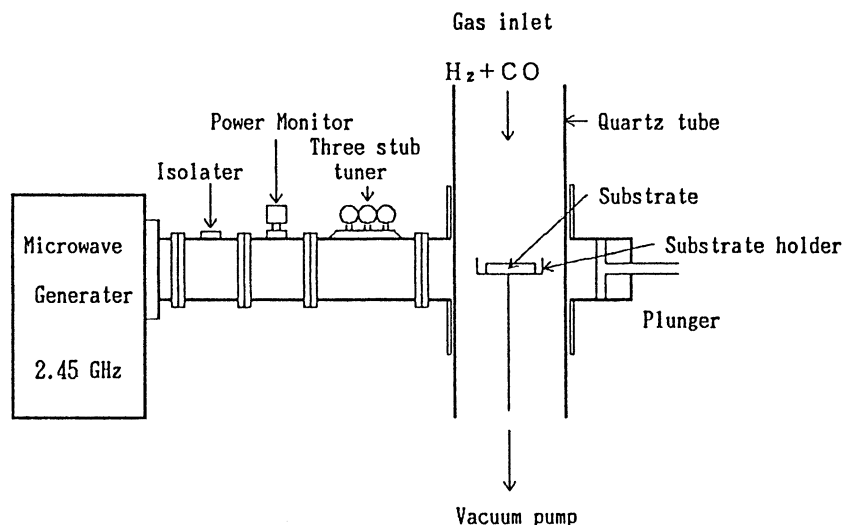 Gas inlet
H₂+CO
Power Monitor
Quartz tube
Three stub
tuner
Isolater
Substrate
Microwave
Substrate holder
Generater
Plunger
2.45 GHz
Vacuum pump